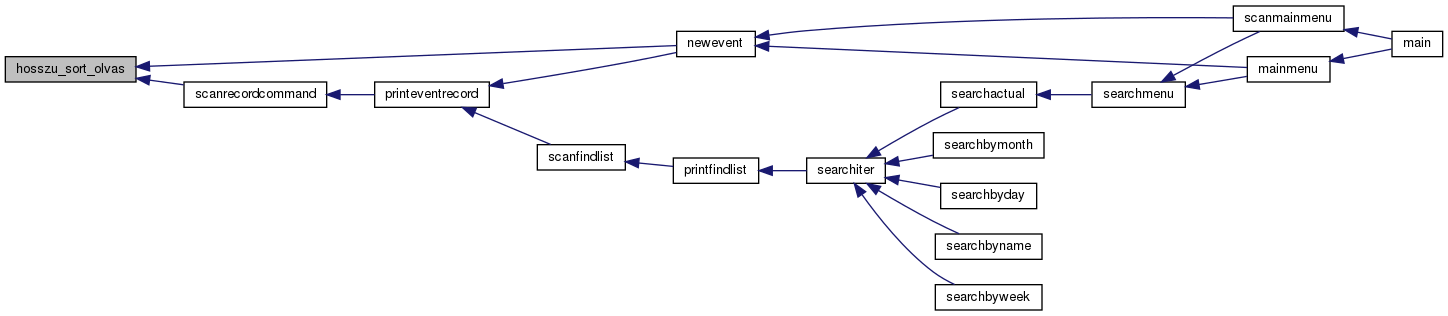 hosszu_sort_olvas
scanrecordcommand
printeventrecord
newevent
scanfindlist
printfindlist
searchiter
searchactual
searchbymonth
searchbyday
searchbyname
searchbyweek
searchmenu
scanmainmenu
mainmenu
main